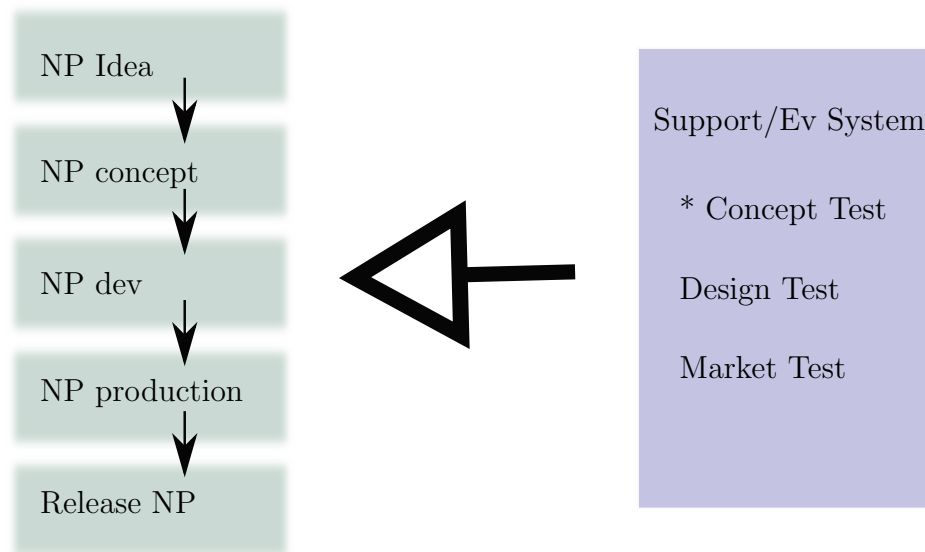 NP Idea
NP concept
NP dev
NP production
Release NP
Support/Ev System
* Concept Test
Design Test
Market Test